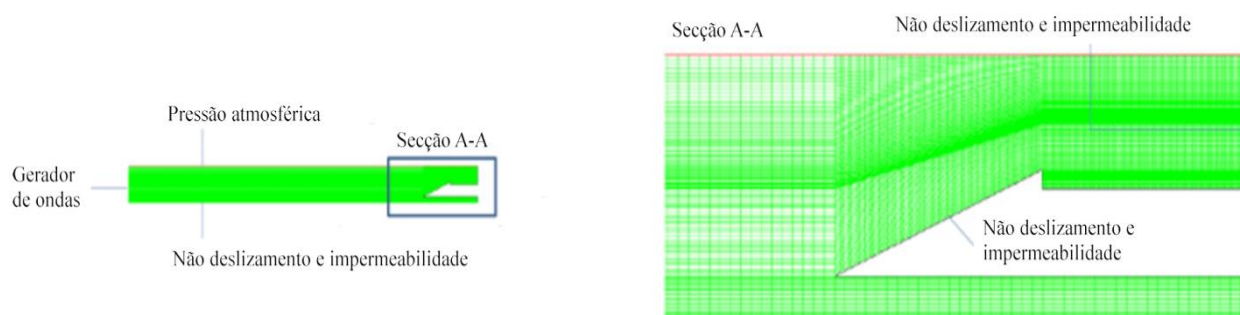 Pressão atmosférica
Secção A-A
Gerador
de ondas
Não deslizamento e impermeabilidade
Secção A-A
Não deslizamento e impermeabilidade
Não deslizamento e
impermeabilidade